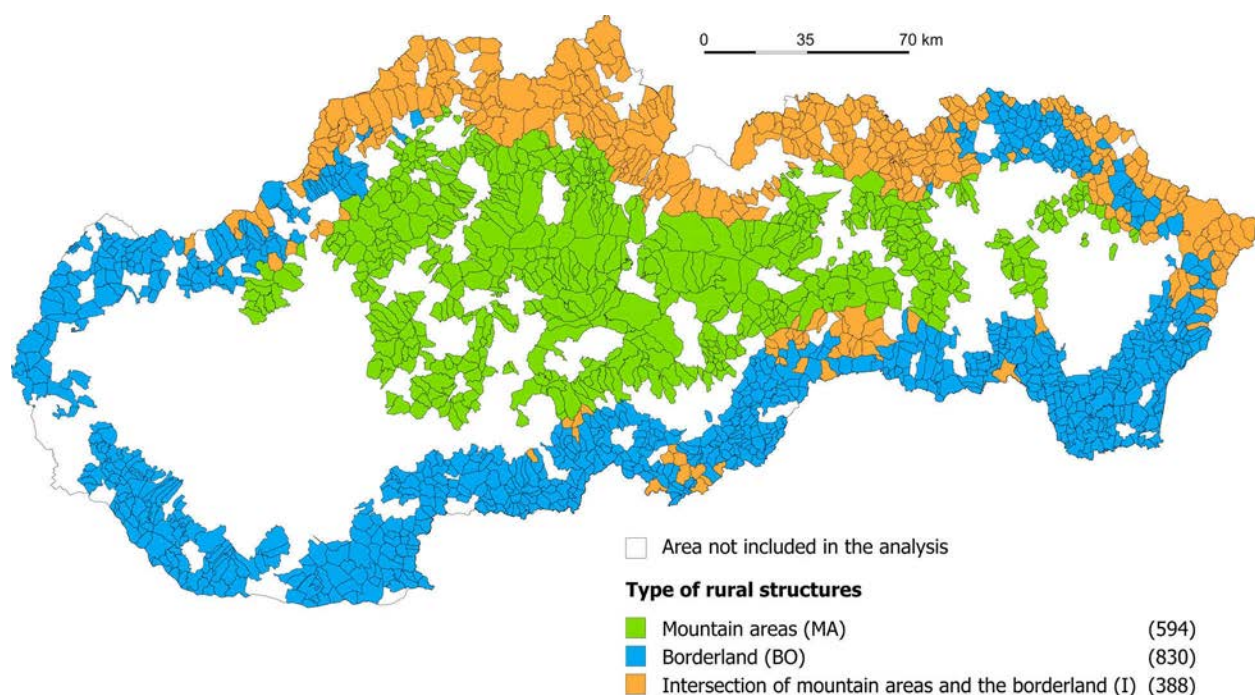 0 35 70 km
Area not included in the analysis
Type of rural structures
Mountain areas (MA) (594)
Borderland (BO) (830)
Intersection of mountain areas and the borderland (I) (388)